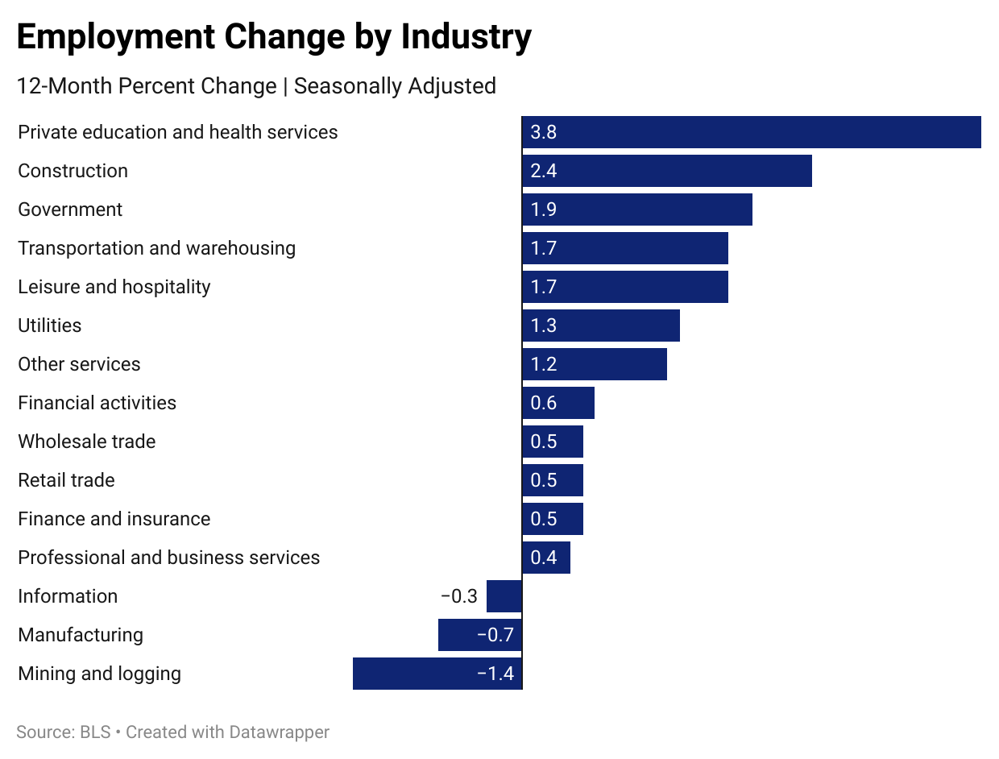 Employment Change by Industry
12-Month Percent Change | Seasonally Adjusted
Private education and health services 3.8
Construction 2.4
Government 1.9
Transportation and warehousing 1.7
Leisure and hospitality 1.7
Utilities 1.3
Other services 1.2
Financial activities 0.6
Wholesale trade 0.5
Retail trade 0.5
Finance and insurance 0.5
Professional and business services 0.4
Information −0.3
Manufacturing −0.7
Mining and logging −1.4
Source: BLS • Created with Datawrapper